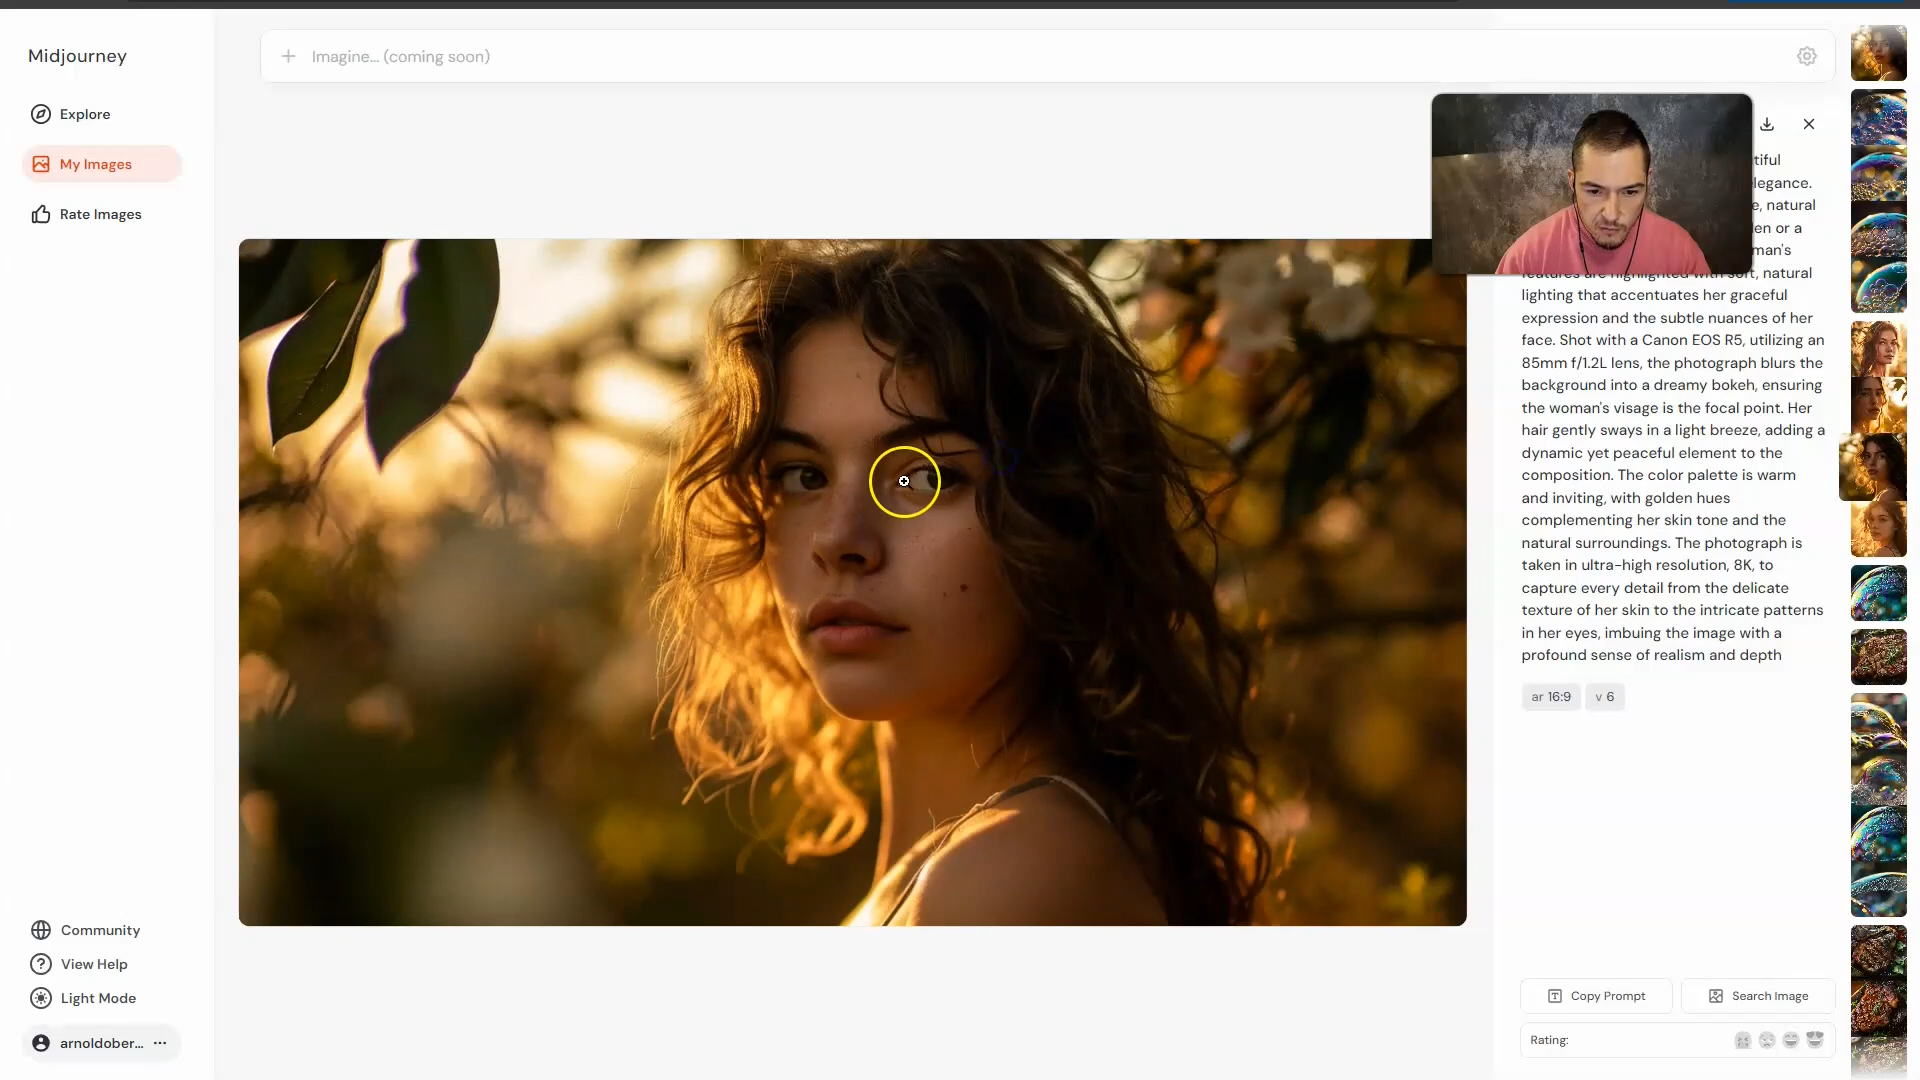 Midjourney
Imagine... (coming soon)
Explore
My Images
Rate Images
tiful
legance.
e, natural
en or a
man's
features are highlighted with soft, natural
lighting that accentuates her graceful
expression and the subtle nuances of her
face. Shot with a Canon EOS R5, utilizing an
85mm f/1.2L lens, the photograph blurs the
background into a dreamy bokeh, ensuring
the woman's visage is the focal point. Her
hair gently sways in a light breeze, adding a
dynamic yet peaceful element to the
composition. The color palette is warm
and inviting, with golden hues
complementing her skin tone and the
natural surroundings. The photograph is
taken in ultra-high resolution, 8K, to
capture every detail from the delicate
texture of her skin to the intricate patterns
in her eyes, imbuing the image with a
profound sense of realism and depth
ar 16:9 v 6
Community
View Help
Light Mode
arnoldober... ···
Copy Prompt
Search Image
Rating: